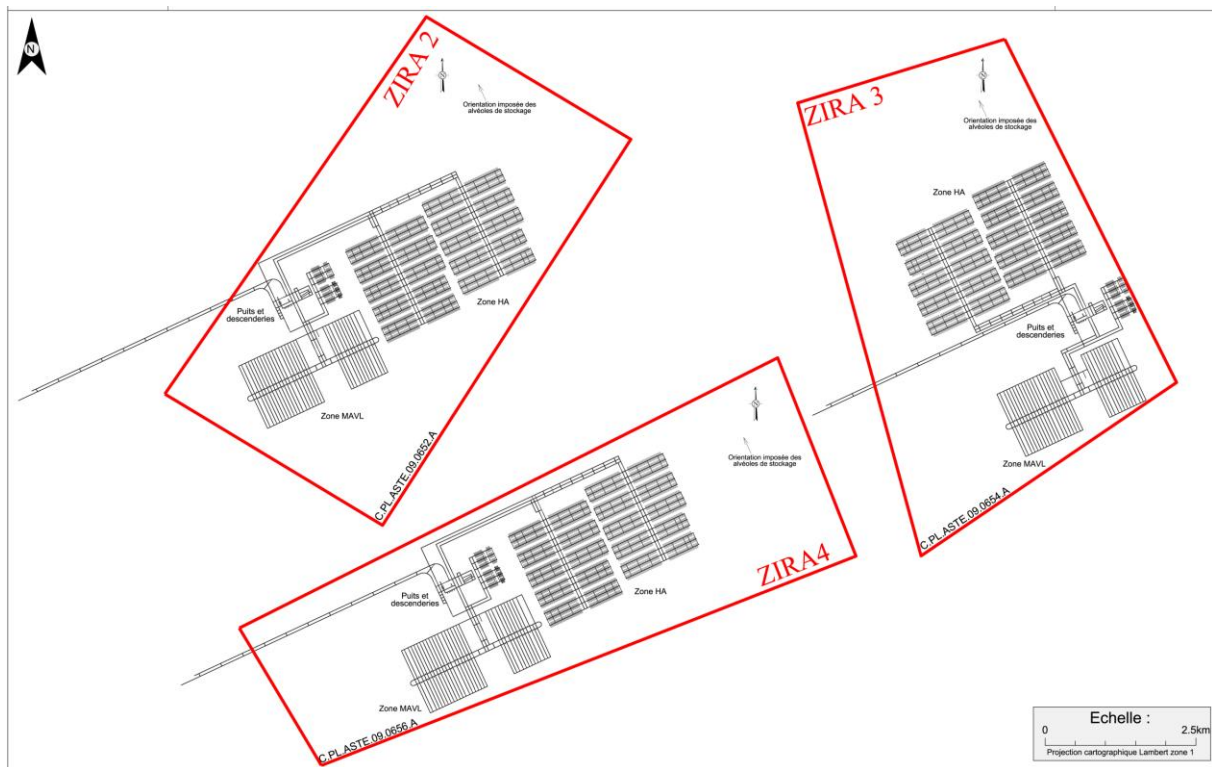 N
ZIRA 2
N
Orientation imposée des
alvéoles de stockage
Puits et
descenderies
Zone HA
Zone MAVL
C.PL.ASTE.09.0652.A
ZIRA 3
N
Orientation imposée des
alvéoles de stockage
Zone HA
Puits et
descenderies
Zone MAVL
C.PL.ASTE.09.0654.A
N
Orientation imposée des
alvéoles de stockage
ZIRA4
Puits et
descenderies
Zone HA
Zone MAVL
C.PL.ASTE.09.0656.A
Echelle :
0 2.5km
Projection cartographique Lambert zone 1